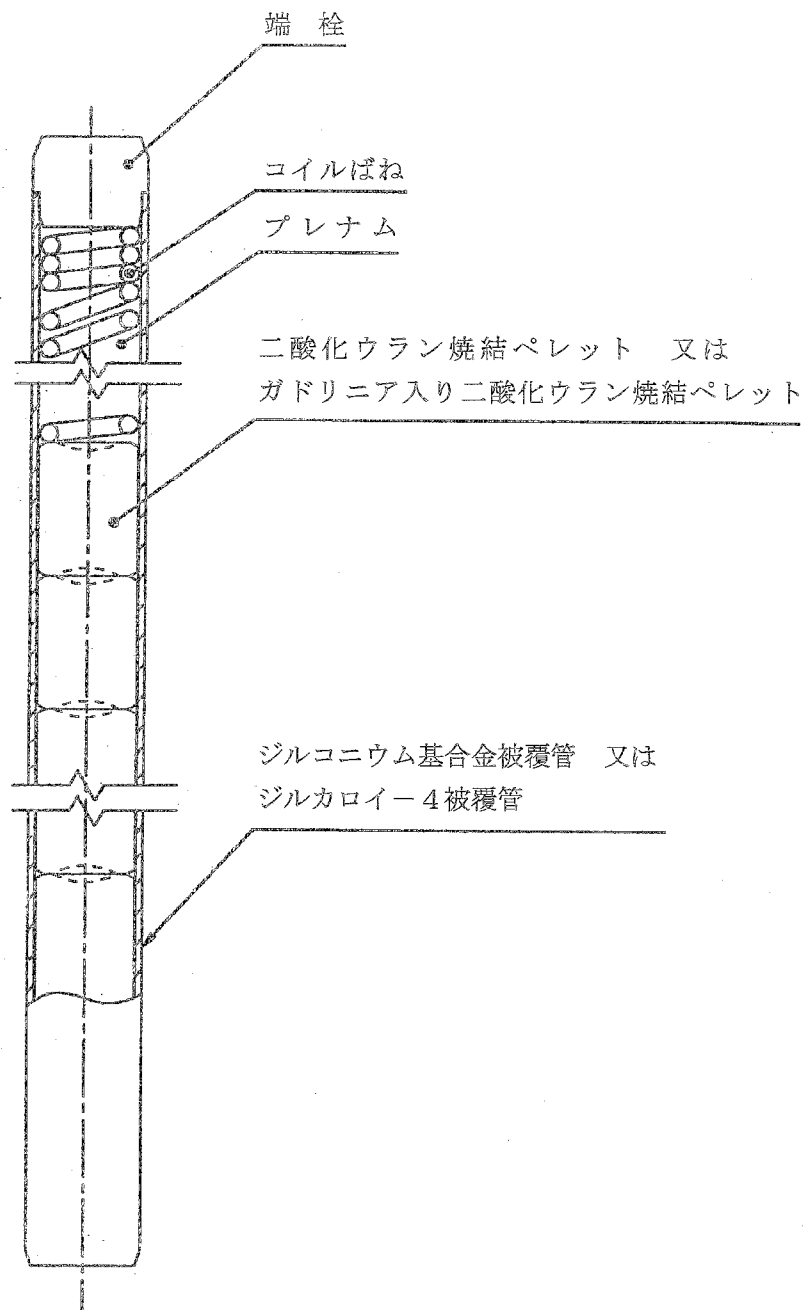 端　栓
コイルばね
プレナム
二酸化ウラン焼結ペレット　又は
ガドリニア入り二酸化ウラン焼結ペレット
ジルコニウム基合金被覆管　又は
ジルカロイ－４被覆管